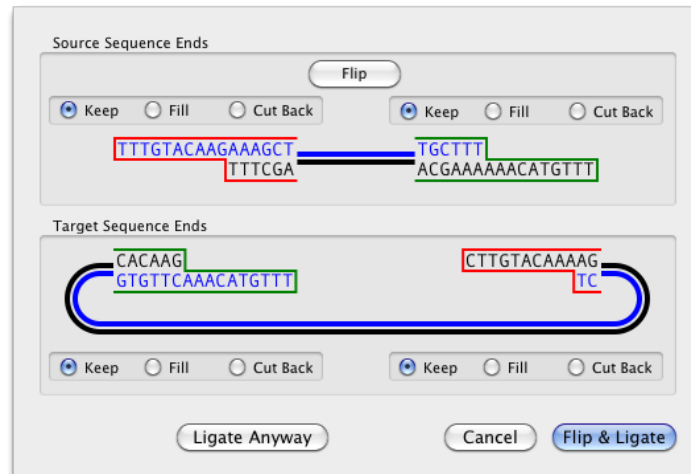 Source Sequence Ends
Flip
Keep Fill Cut Back Keep Fill Cut Back
TTTGTACAAGAAAGCT TGCTTT
TTTCGA ACGAAAAAACATGTTT
Target Sequence Ends
CACAAG CTTGTACAAAAG
GTGTTCAAACATGTTT TC
Keep Fill Cut Back Keep Fill Cut Back
Ligate Anyway Cancel Flip & Ligate